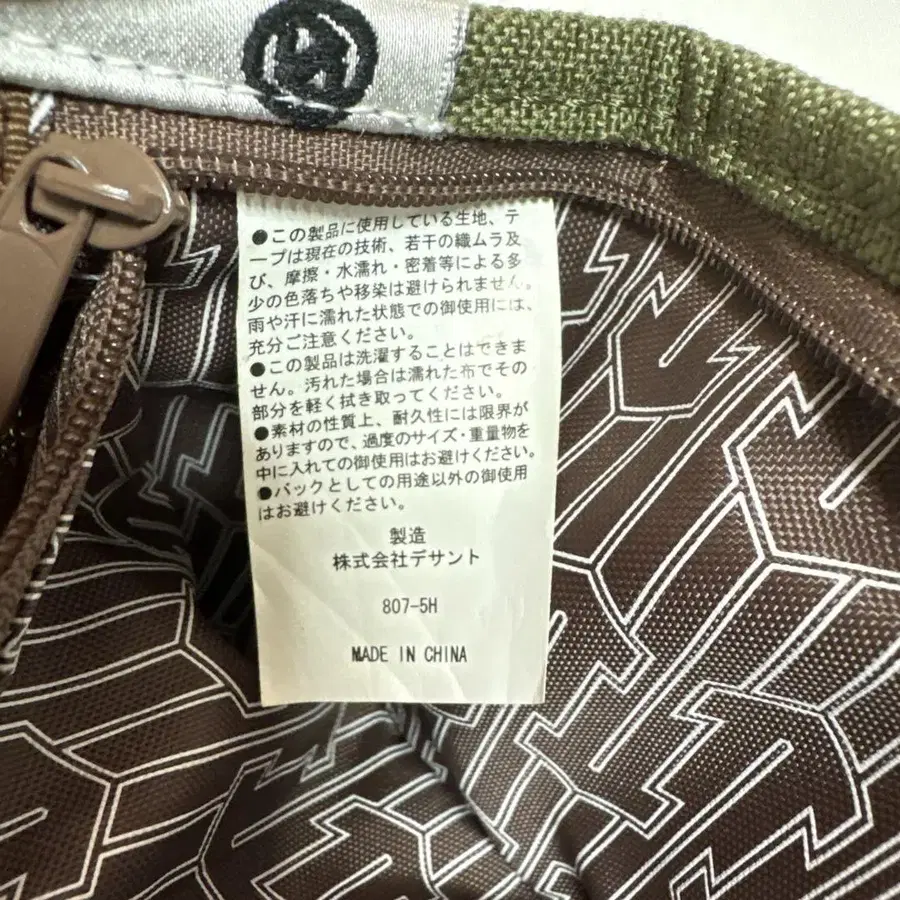 ●この製品に使用している生地、テ
ープは現在の技術、若干の織ムラ及
び、摩擦・水濡れ・密着等による多
少の色落ちや移染は避けられません。
雨や汗に濡れた状態での御使用には、
充分ご注意ください。
●この製品は洗濯することはできま
せん。汚れた場合は濡れた布でその
部分を軽く拭き取ってください。
●素材の性質上、耐久性には限界が
ありますので、過度のサイズ・重量物を
中に入れての御使用はお避けください。
●バックとしての用途以外の御使用
はお避けください。
製造
株式会社デサント
807-5H
MADE IN CHINA